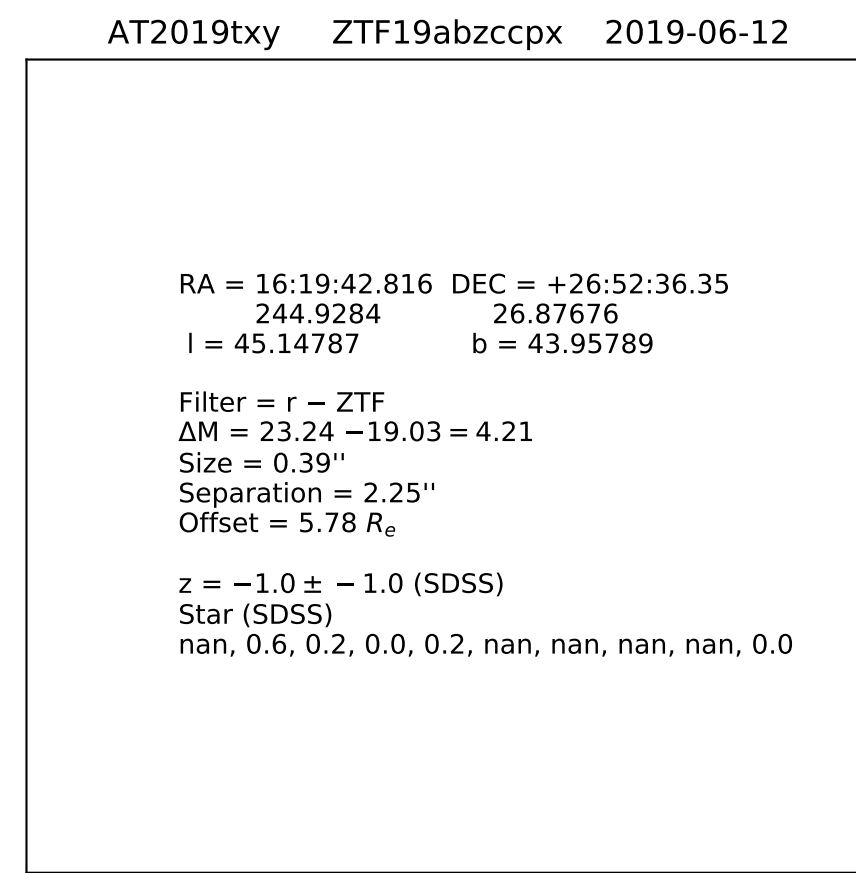 AT2019txy ZTF19abzccpx 2019-06-12
RA = 16:19:42.816 DEC = +26:52:36.35
244.9284 26.87676
l = 45.14787 b = 43.95789
Filter = r − ZTF
ΔM = 23.24 −19.03 = 4.21
Size = 0.39''
Separation = 2.25''
Offset = 5.78 Rₑ
z = −1.0 ± −1.0 (SDSS)
Star (SDSS)
nan, 0.6, 0.2, 0.0, 0.2, nan, nan, nan, nan, 0.0